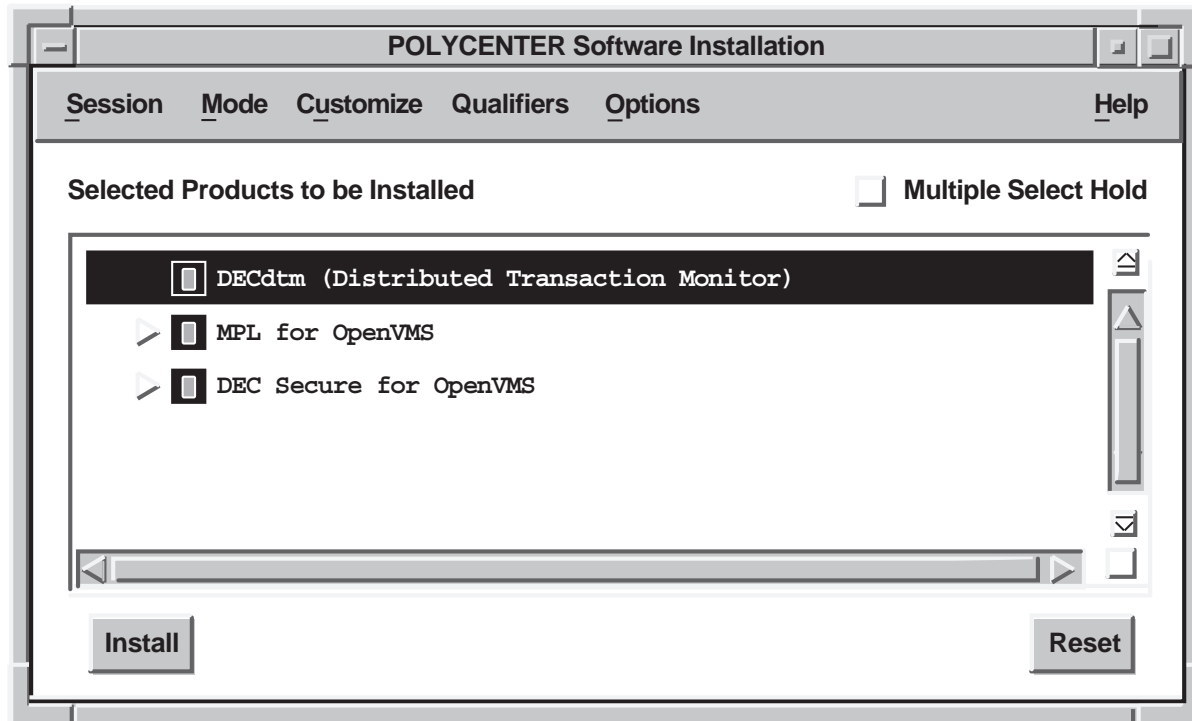 POLYCENTER Software Installation
Session Mode Customize Qualifiers Options Help
Selected Products to be Installed
Multiple Select Hold
DECdtm (Distributed Transaction Monitor)
MPL for OpenVMS
DEC Secure for OpenVMS
Install
Reset